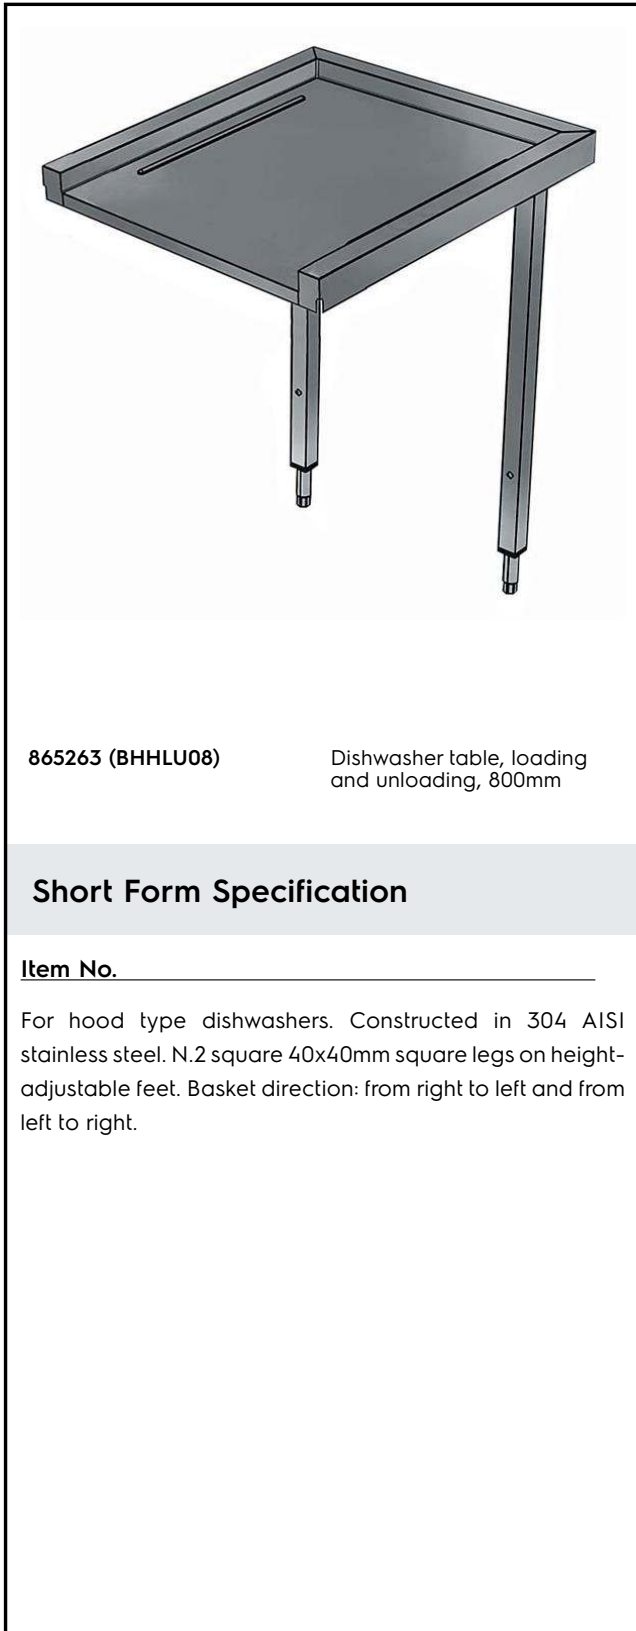 865263 (BHHLU08)
Dishwasher table, loading
and unloading, 800mm
Short Form Specification
Item No.
For hood type dishwashers. Constructed in 304 AISI
stainless steel. N.2 square 40x40mm square legs on height-
adjustable feet. Basket direction: from right to left and from
left to right.